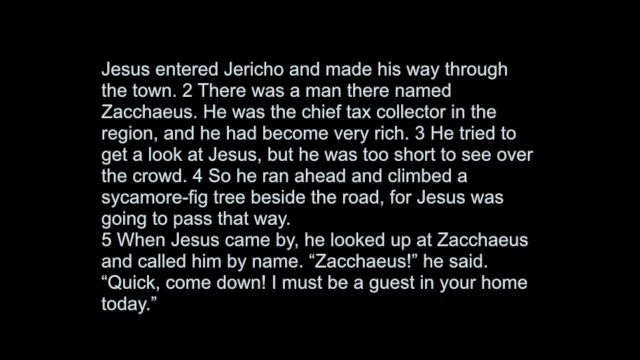 Jesus entered Jericho and made his way through
the town. 2 There was a man there named
Zacchaeus. He was the chief tax collector in the
region, and he had become very rich. 3 He tried to
get a look at Jesus, but he was too short to see over
the crowd. 4 So he ran ahead and climbed a
sycamore-fig tree beside the road, for Jesus was
going to pass that way.
5 When Jesus came by, he looked up at Zacchaeus
and called him by name. “Zacchaeus!” he said.
“Quick, come down! I must be a guest in your home
today.”